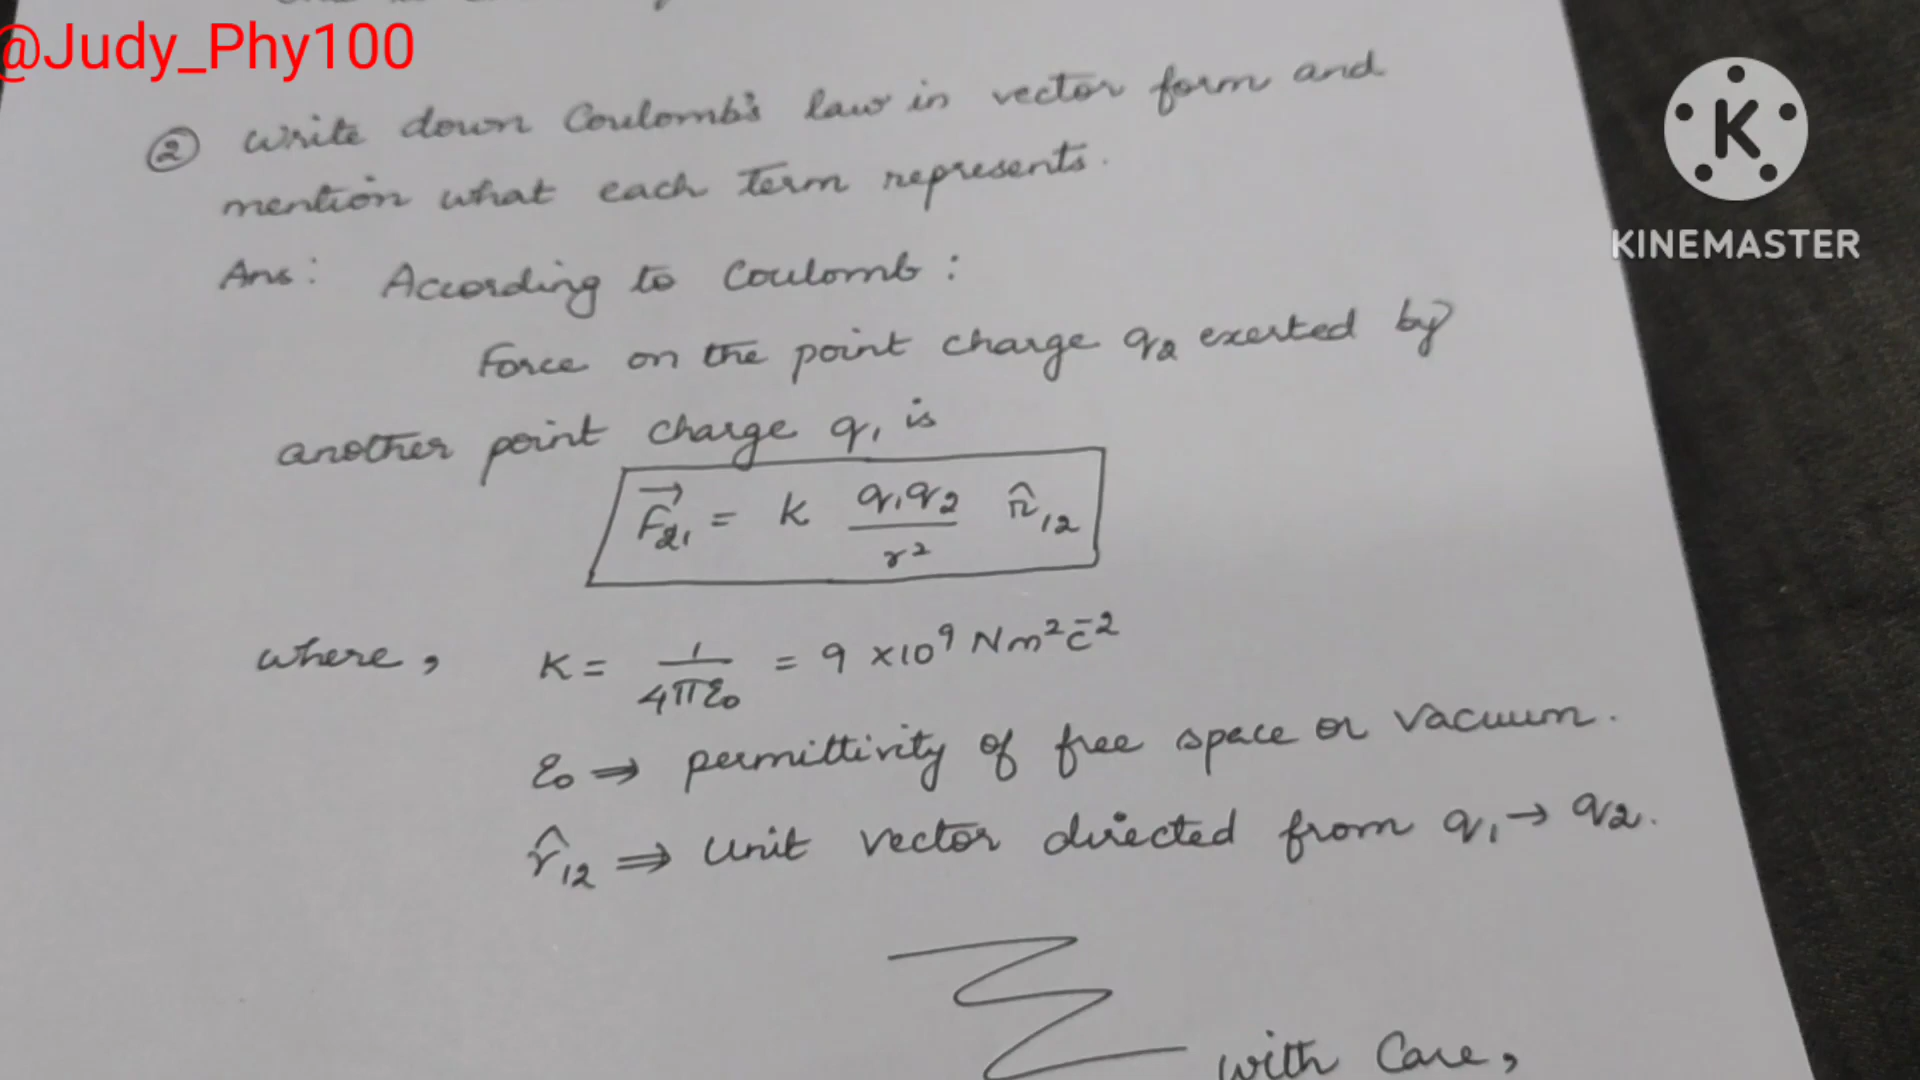 @Judy_Phy100
② Write down Coulomb's law in vector form and
mention what each term represents.
Ans: According to Coulomb:
Force on the point charge q₂ exerted by
another point charge q₁ is
F⃗₂₁ = k q₁q₂/r² r̂₁₂
where, K = 1/4πε₀ = 9 ×10⁹ Nm²C⁻²
ε₀ ⇒ permittivity of free space or vacuum.
r̂₁₂ ⇒ unit vector directed from q₁ → q₂.
with Care,
K
KINEMASTER